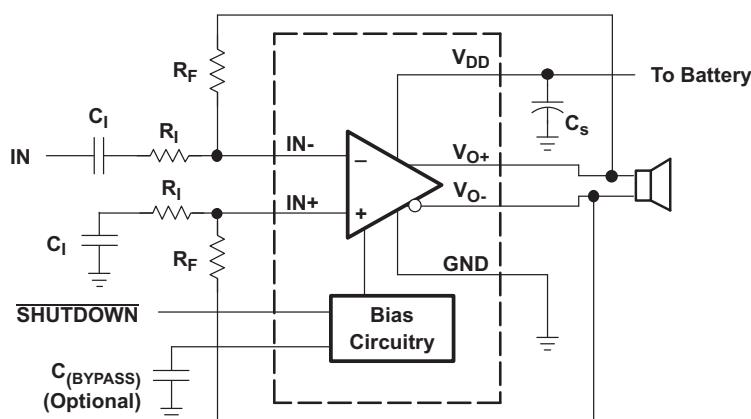 V_DD
To Battery
R_F
C_I
R_I
C_s
IN
IN-
−
V_O+
R_I
V_O-
IN+
+
C_I
R_F
GND
SHUTDOWN
Bias
Circuitry
C_(BYPASS)
(Optional)